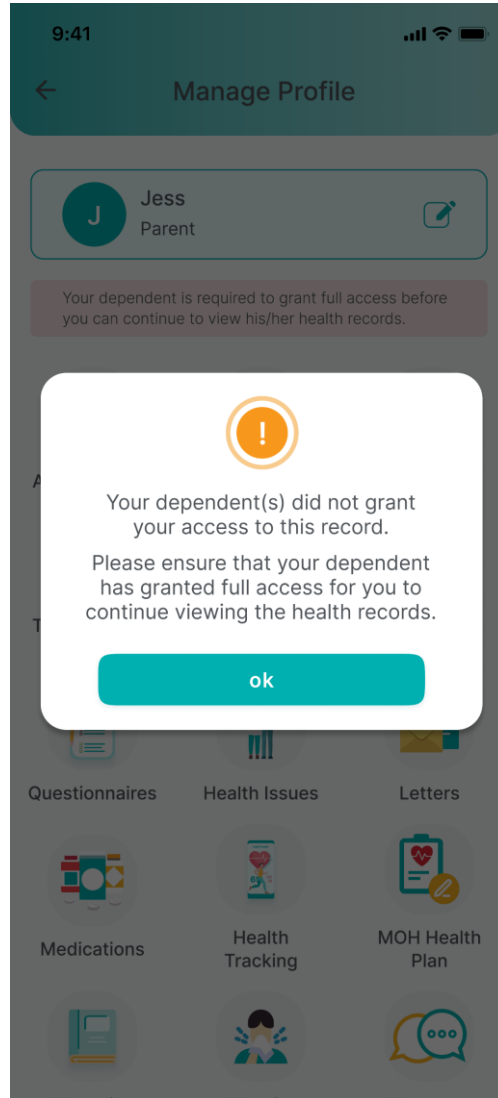 9:41
Manage Profile
J
Jess
Parent
Your dependent is required to grant full access before
you can continue to view his/her health records.
!
Your dependent(s) did not grant
your access to this record.
Please ensure that your dependent
has granted full access for you to
continue viewing the health records.
ok
Questionnaires
Health Issues
Letters
Medications
Health
Tracking
MOH Health
Plan